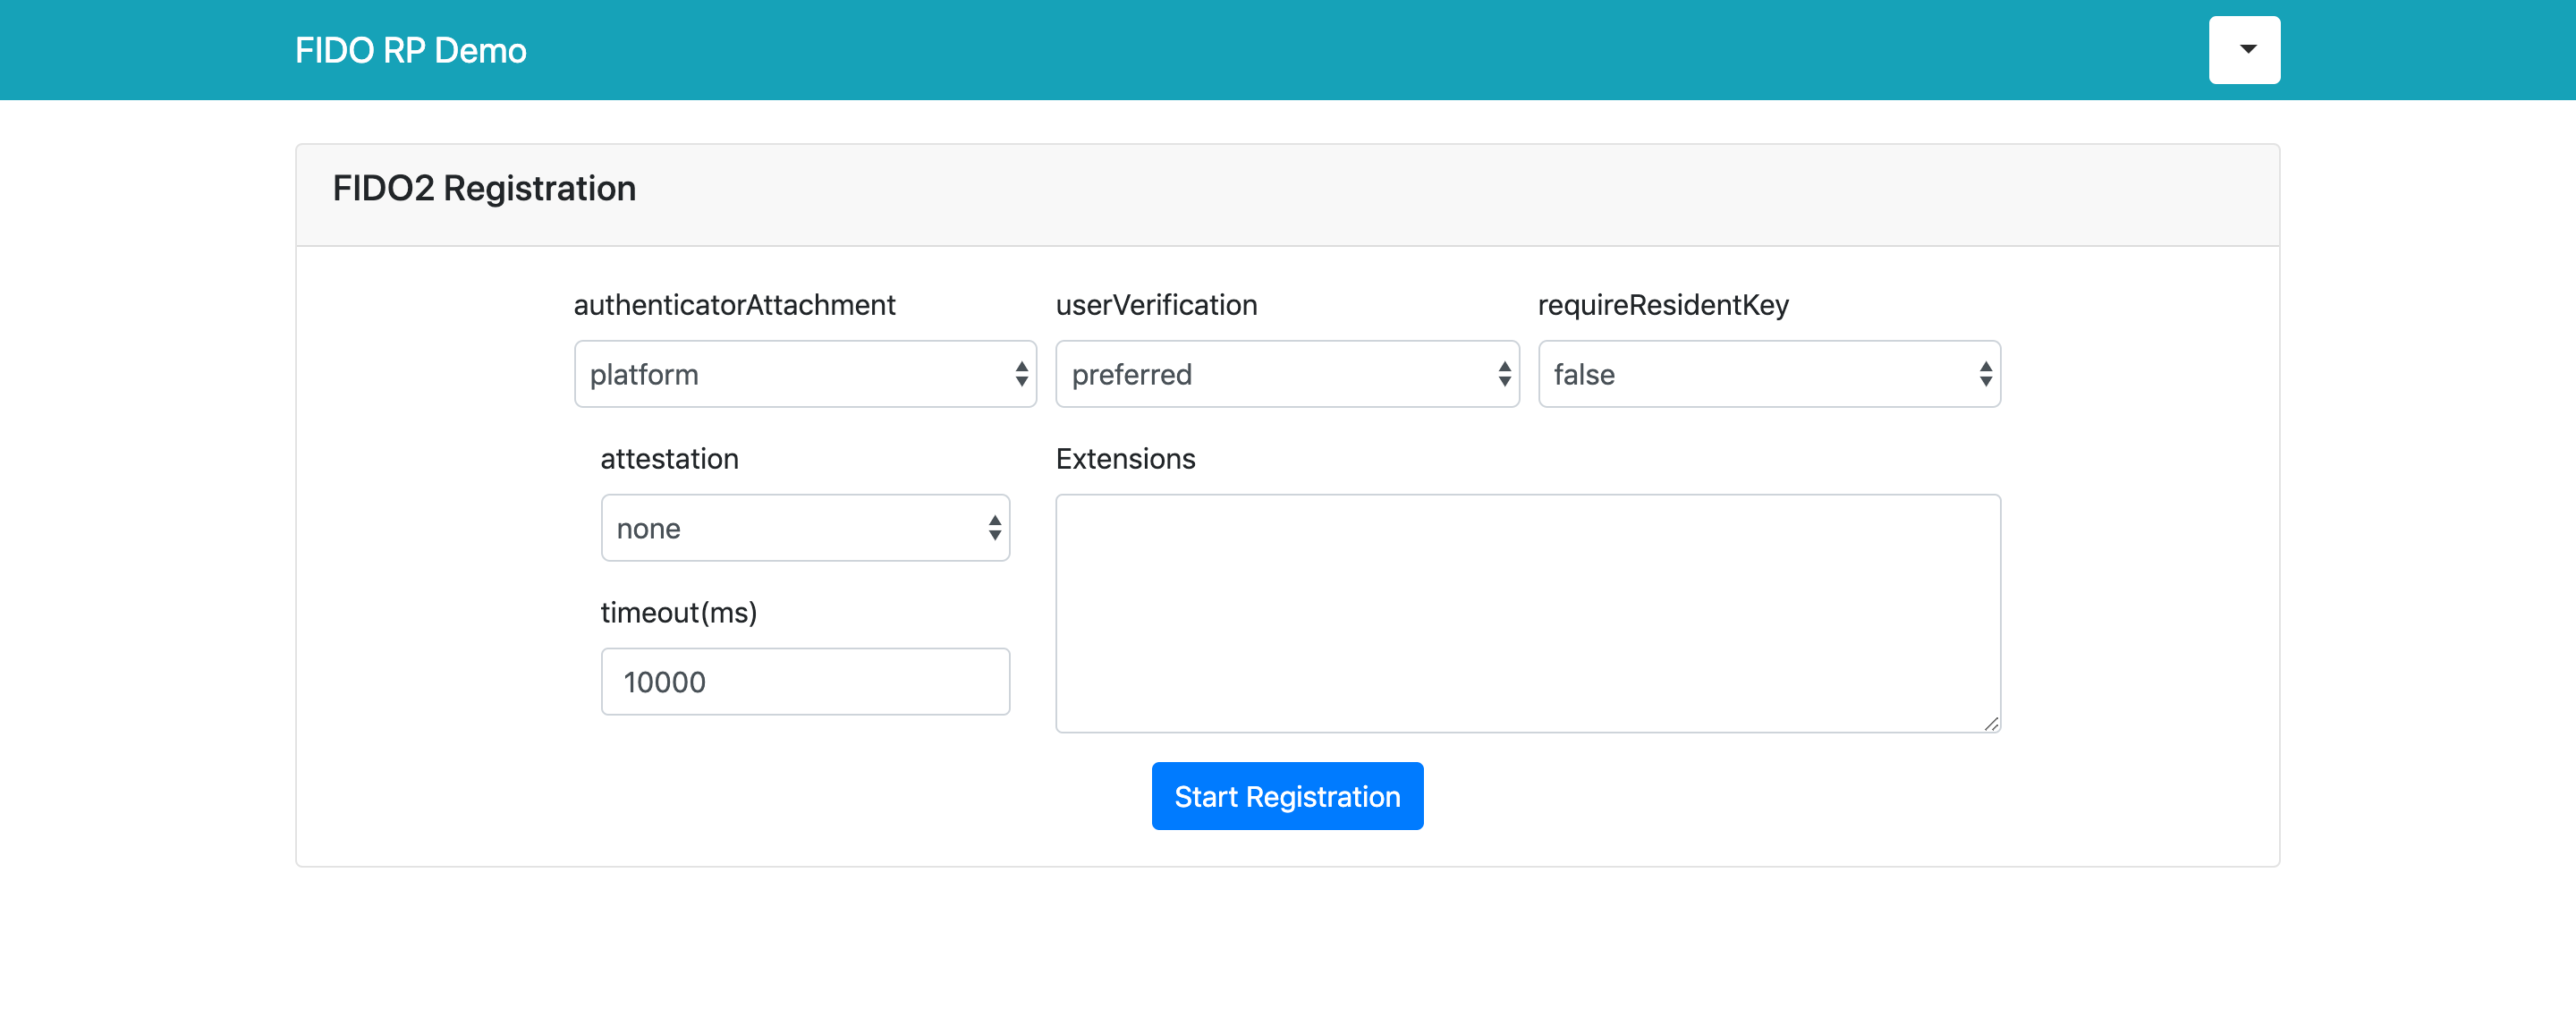 FIDO RP Demo
FIDO2 Registration
authenticatorAttachment
userVerification
requireResidentKey
platform
preferred
false
attestation
Extensions
none
timeout(ms)
10000
Start Registration